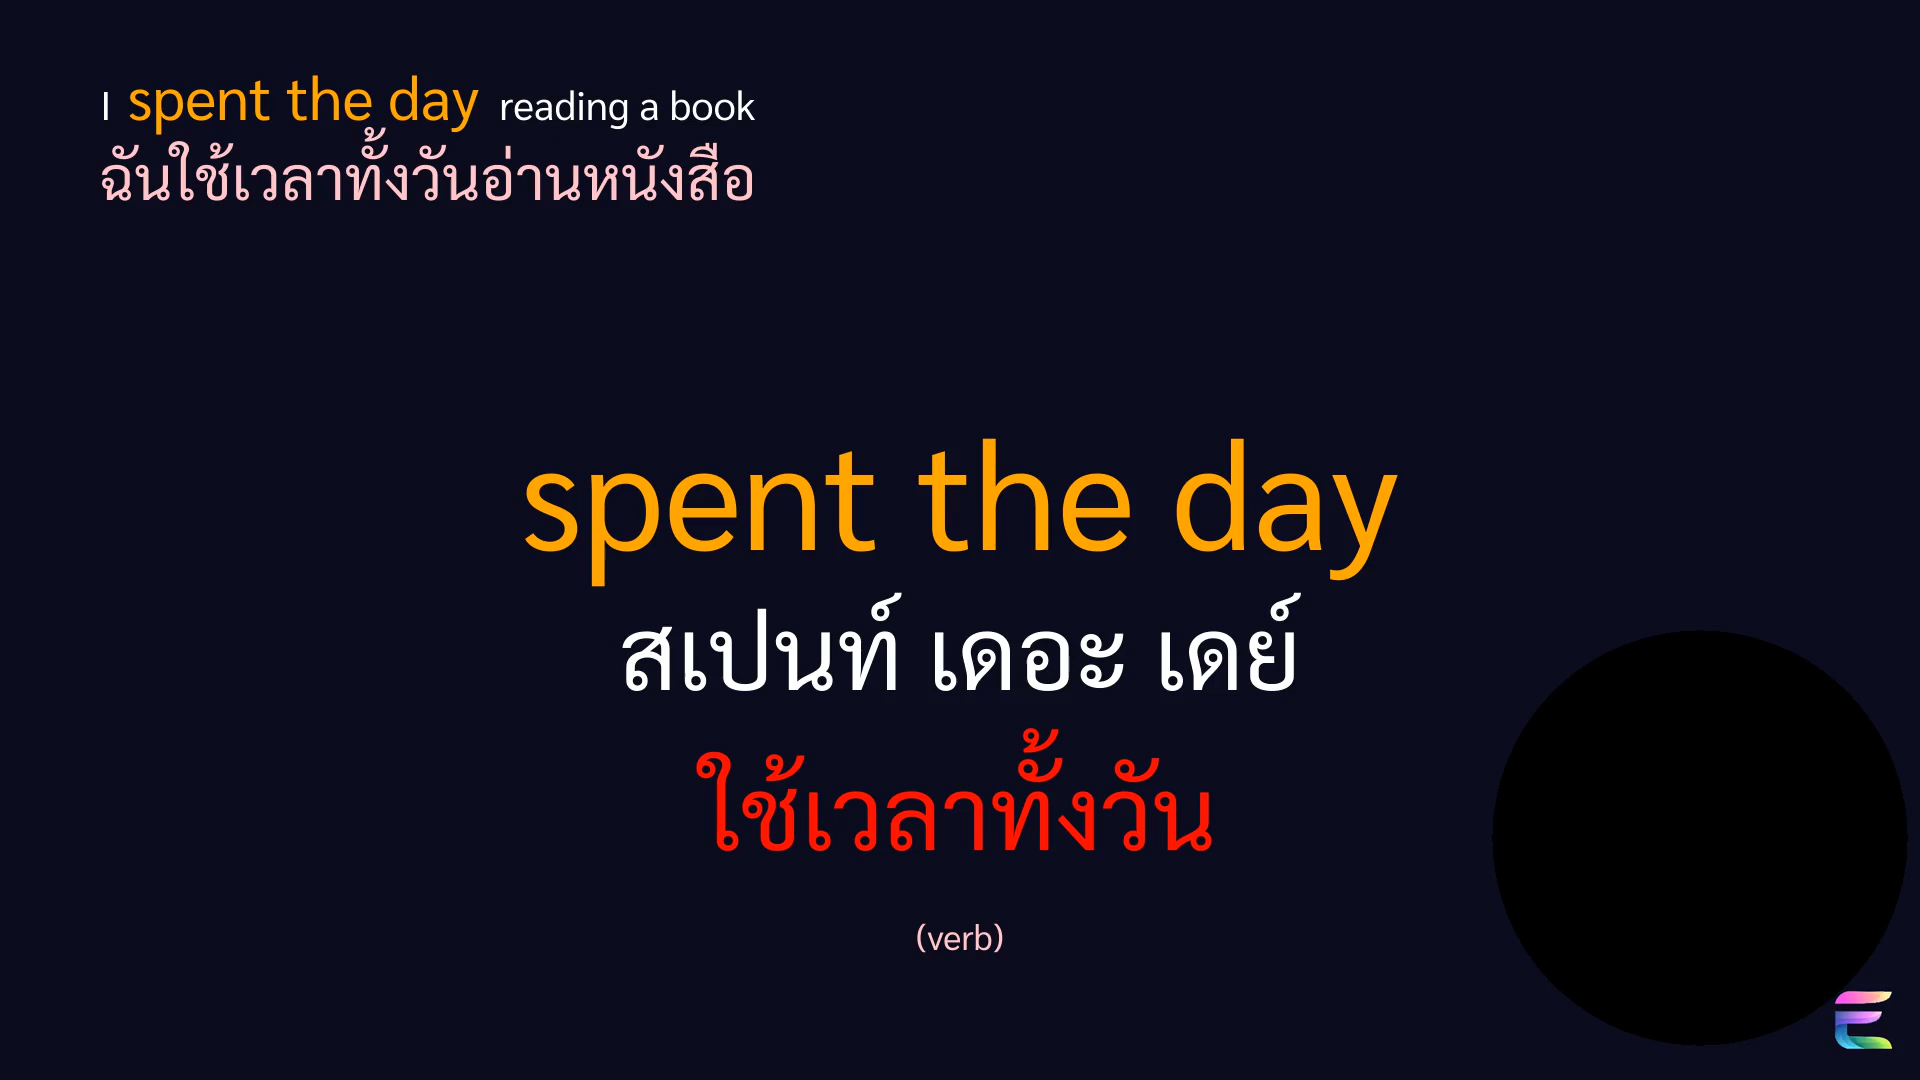 I spent the day reading a book
ฉันใช้เวลาทั้งวันอ่านหนังสือ
spent the day
สเปนท์ เดอะ เดย์
ใช้เวลาทั้งวัน
(verb)